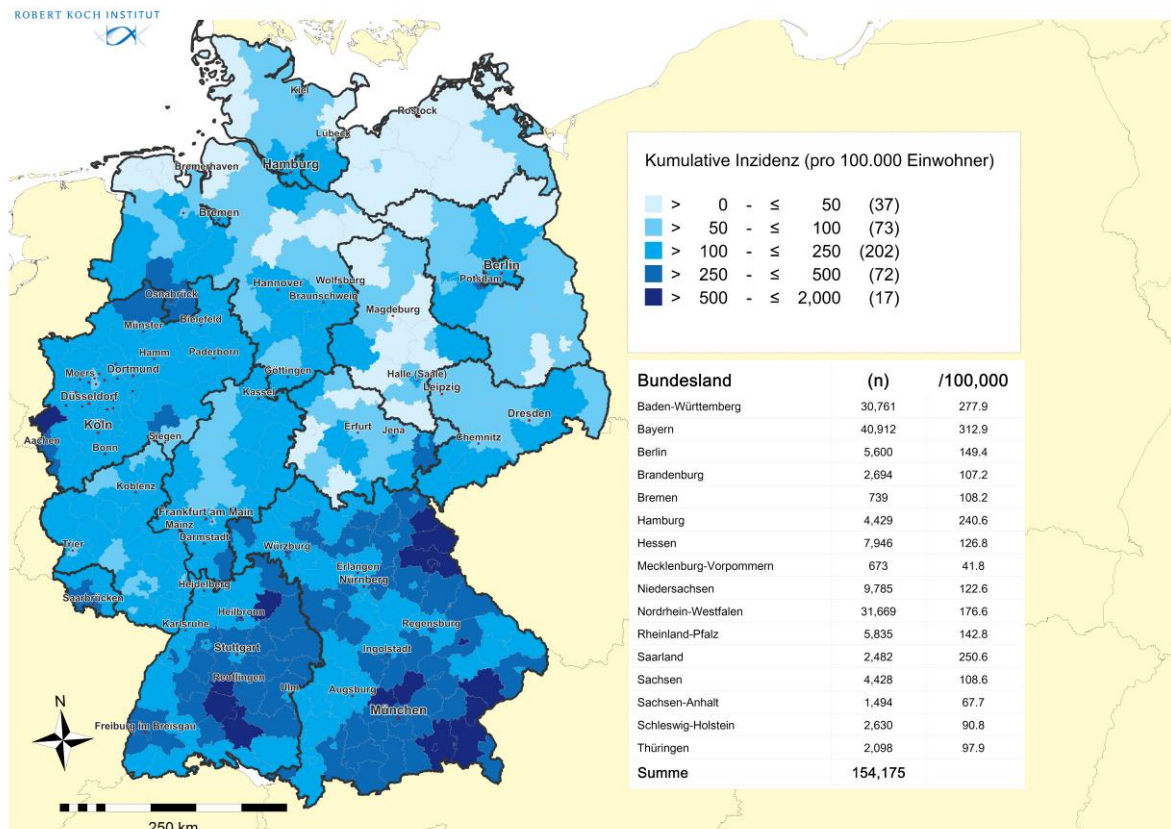 ROBERT KOCH INSTITUT
Kiel
Rostock
Lübeck
Hamburg
Bremerhaven
Bremen
Berlin
Potsdam
Hannover
Wolfsburg
Braunschweig
Osnabrück
Magdeburg
Münster
Bielefeld
Hamm
Paderborn
Moers
Dortmund
Göttingen
Halle (Saale)
Leipzig
Düsseldorf
Kassel
Dresden
Köln
Erfurt
Jena
Aachen
Siegen
Chemnitz
Bonn
Koblenz
Frankfurt am Main
Mainz
Trier
Darmstadt
Würzburg
Erlangen
Nürnberg
Heidelberg
Saarbrücken
Heilbronn
Karlsruhe
Regensburg
Stuttgart
Ingolstadt
Reutlingen
Ulm
Augsburg
München
Freiburg im Breisgau
N
250 km
Kumulative Inzidenz (pro 100.000 Einwohner)
> 0 - ≤ 50 (37)
> 50 - ≤ 100 (73)
> 100 - ≤ 250 (202)
> 250 - ≤ 500 (72)
> 500 - ≤ 2,000 (17)
Bundesland (n) /100,000
Baden-Württemberg 30,761 277.9
Bayern 40,912 312.9
Berlin 5,600 149.4
Brandenburg 2,694 107.2
Bremen 739 108.2
Hamburg 4,429 240.6
Hessen 7,946 126.8
Mecklenburg-Vorpommern 673 41.8
Niedersachsen 9,785 122.6
Nordrhein-Westfalen 31,669 176.6
Rheinland-Pfalz 5,835 142.8
Saarland 2,482 250.6
Sachsen 4,428 108.6
Sachsen-Anhalt 1,494 67.7
Schleswig-Holstein 2,630 90.8
Thüringen 2,098 97.9
Summe 154,175